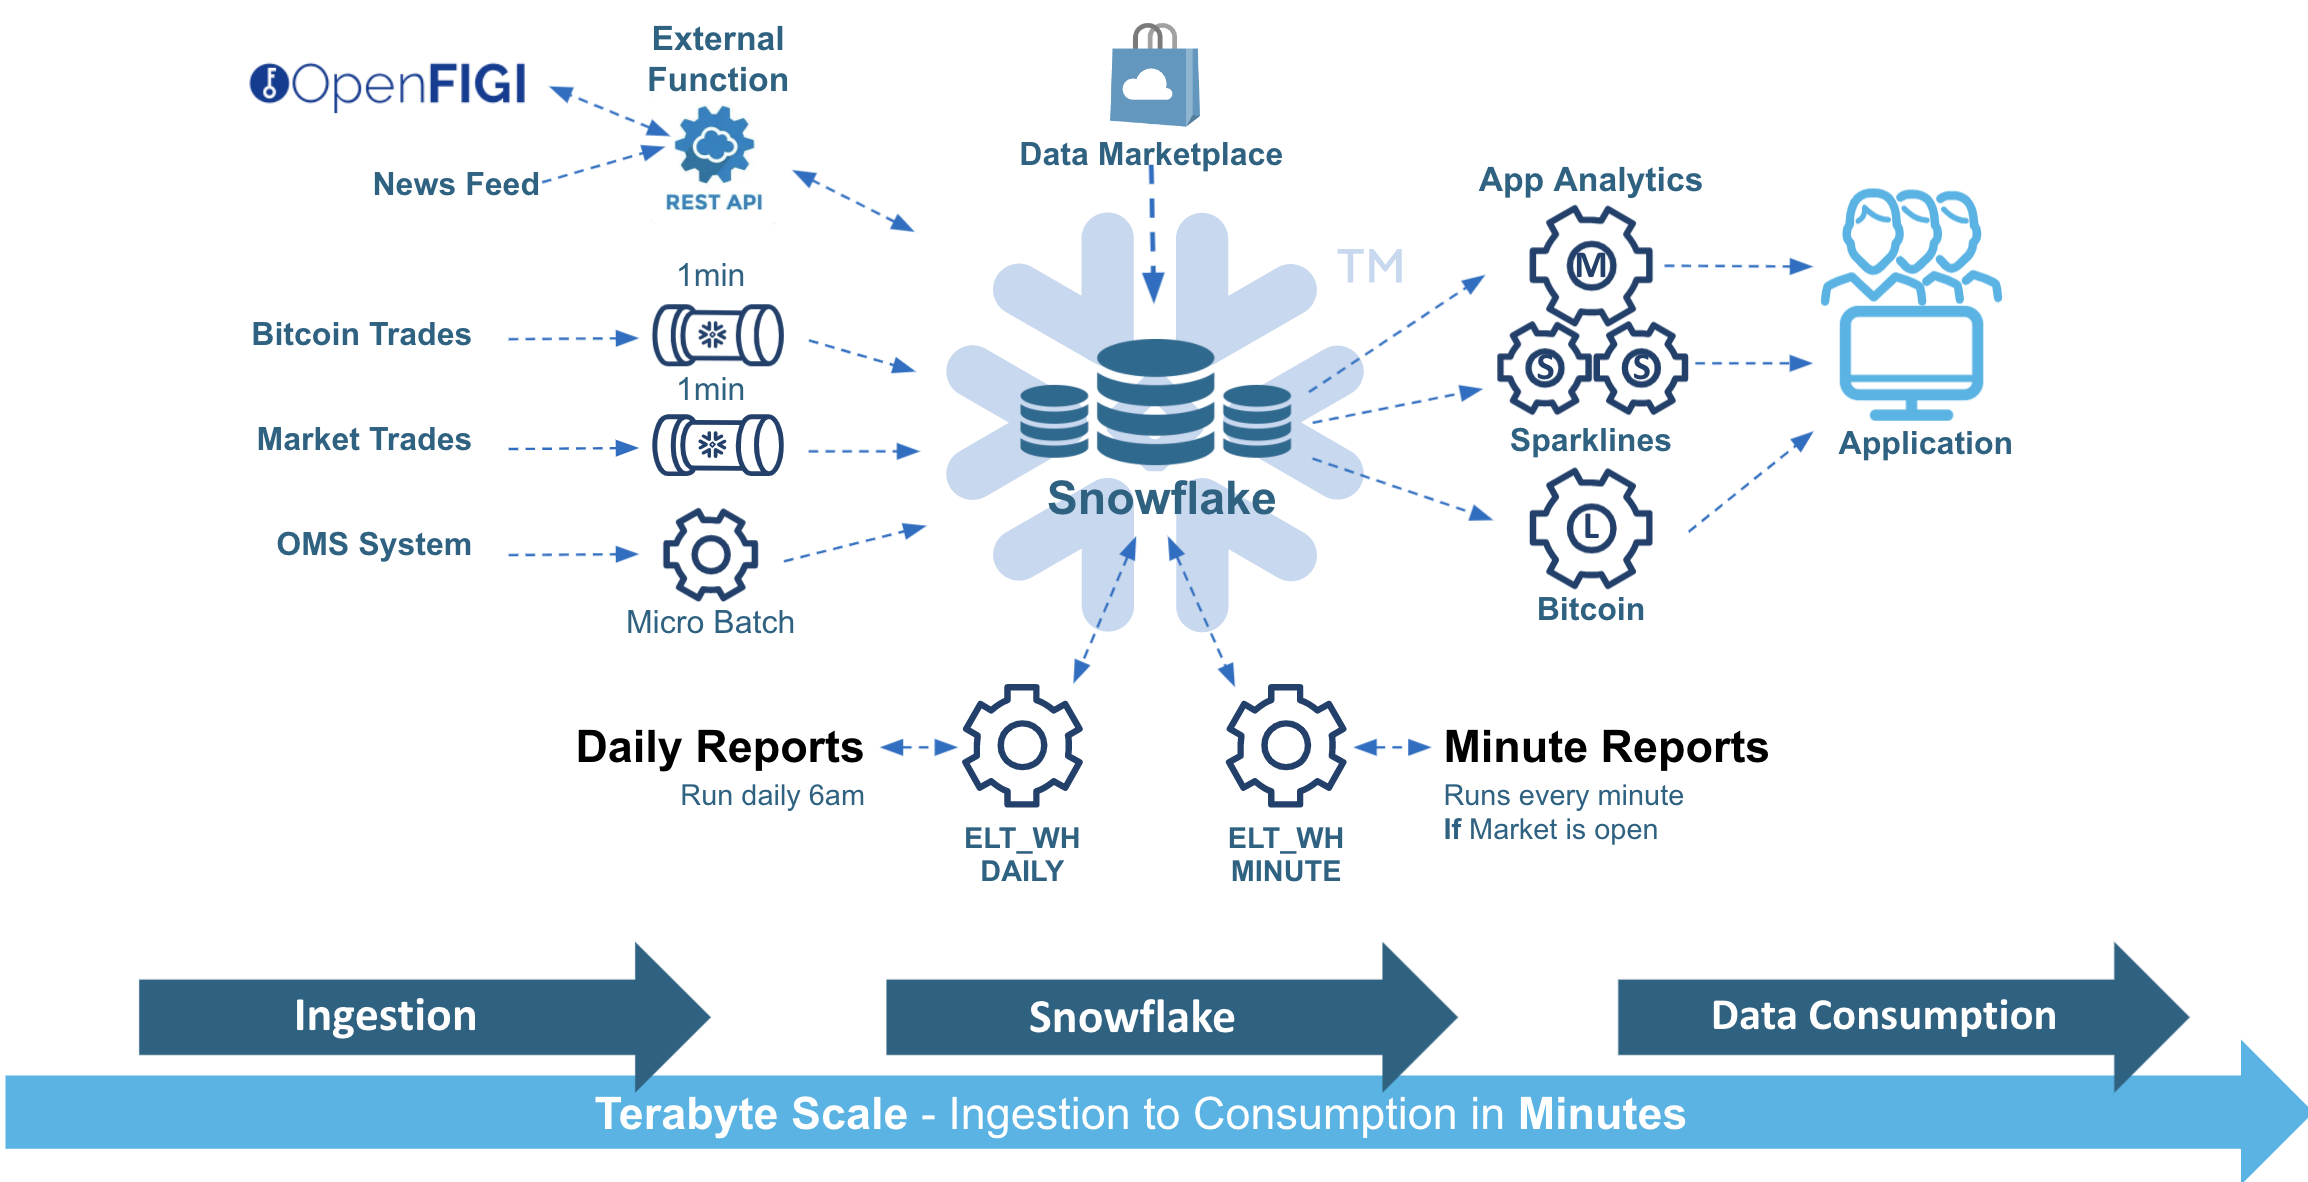 External
Function
OpenFIGI
REST API
News Feed
Data Marketplace
TM
1min
Bitcoin Trades
1min
Market Trades
OMS System
Micro Batch
Snowflake
App Analytics
M
S
S
Sparklines
L
Bitcoin
Application
Daily Reports
Run daily 6am
ELT_WH
DAILY
ELT_WH
MINUTE
Minute Reports
Runs every minute
If Market is open
Ingestion
Snowflake
Data Consumption
Terabyte Scale - Ingestion to Consumption in Minutes